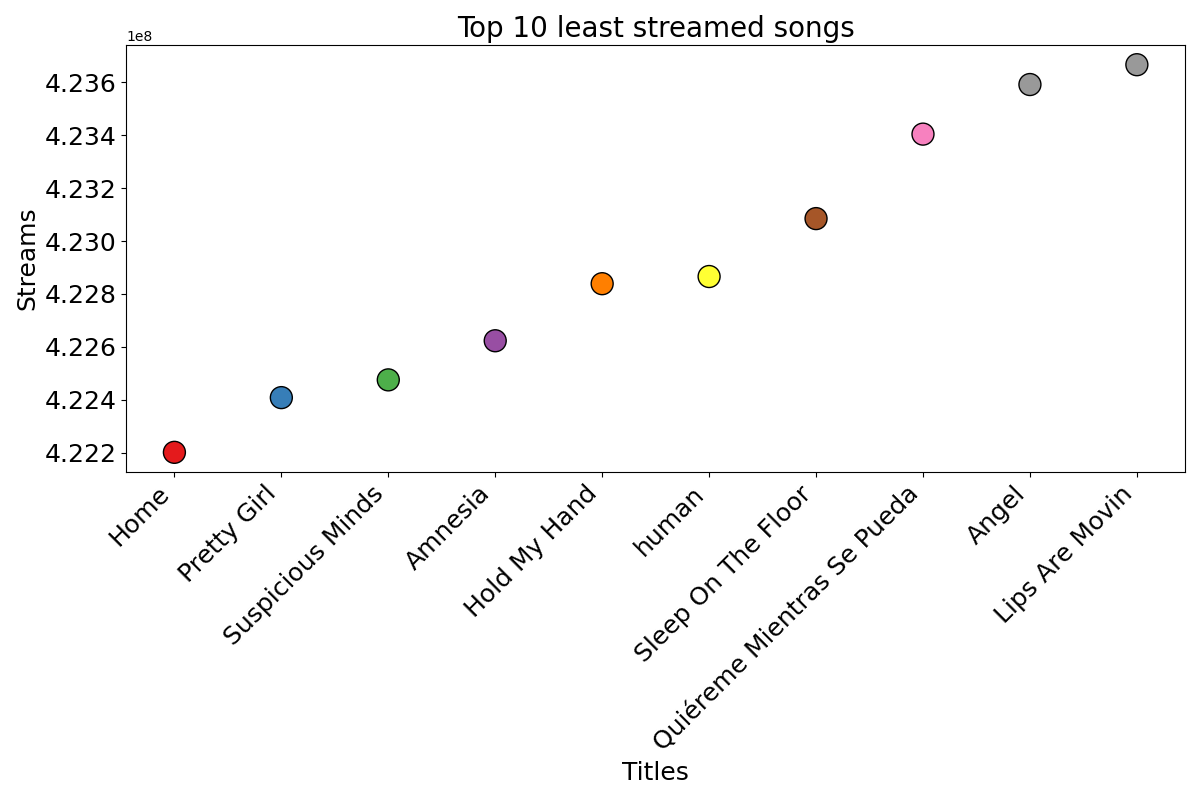 Top 10 least streamed songs
1e8
4.236
4.234
4.232
4.230
4.228
4.226
4.224
4.222
Streams
Home
Pretty Girl
Suspicious Minds
Amnesia
Hold My Hand
human
Sleep On The Floor
Quiéreme Mientras Se Pueda
Angel
Lips Are Movin
Titles